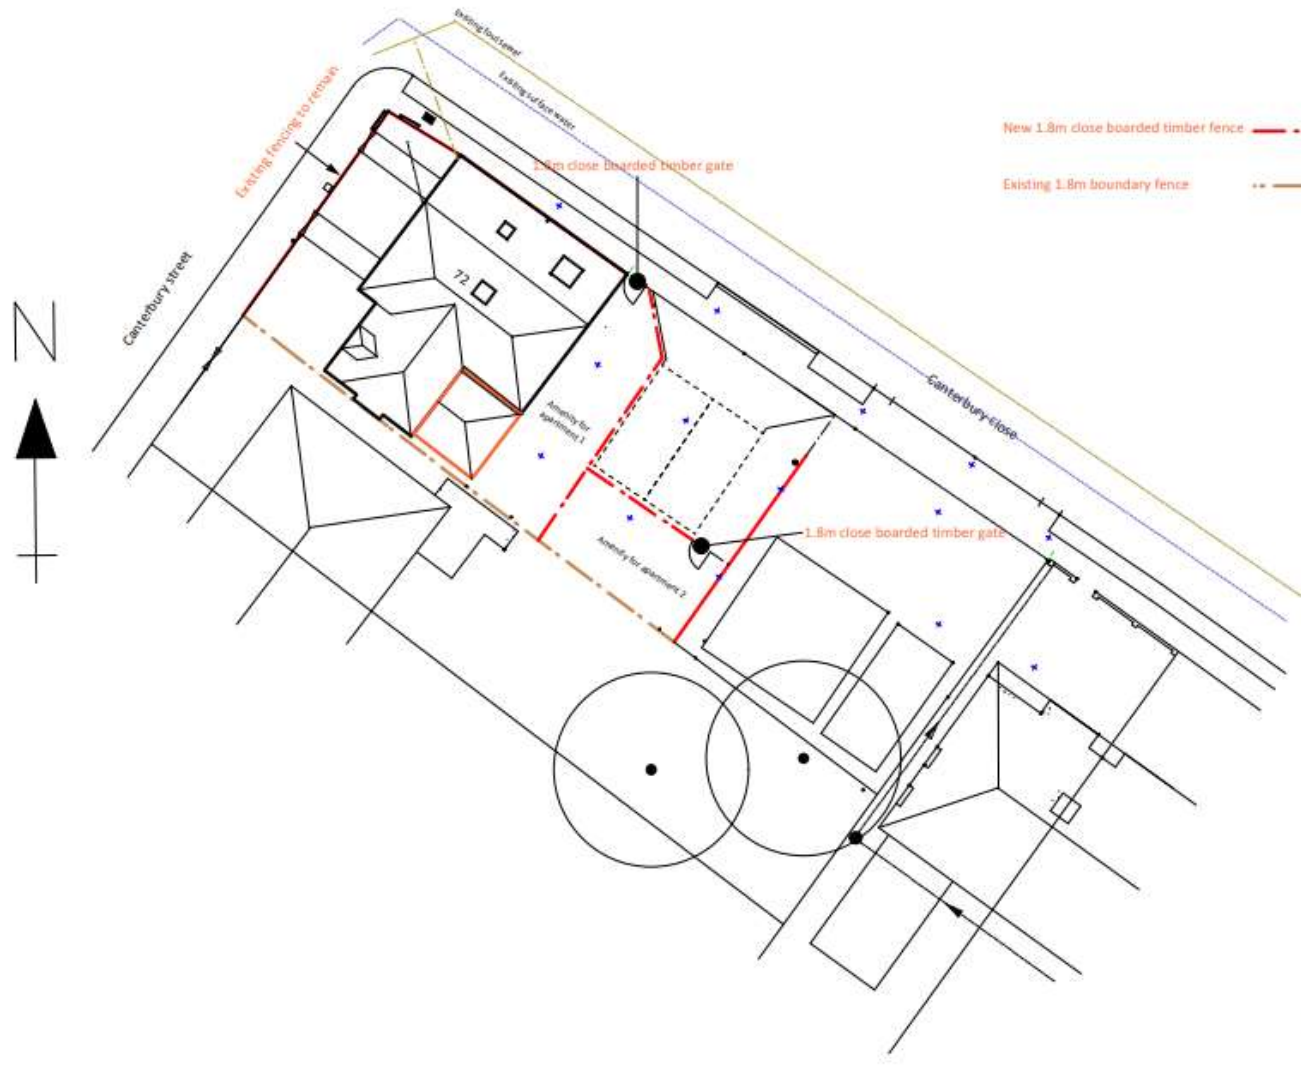 Existing foul sewer
Existing surface water
Existing fencing to remain
New 1.8m close boarded timber fence
1.8m close boarded timber gate
Existing 1.8m boundary fence
Canterbury street
72
N
Canterbury Close
Amenity for
apartment 1
1.8m close boarded timber gate
Amenity for apartment 2